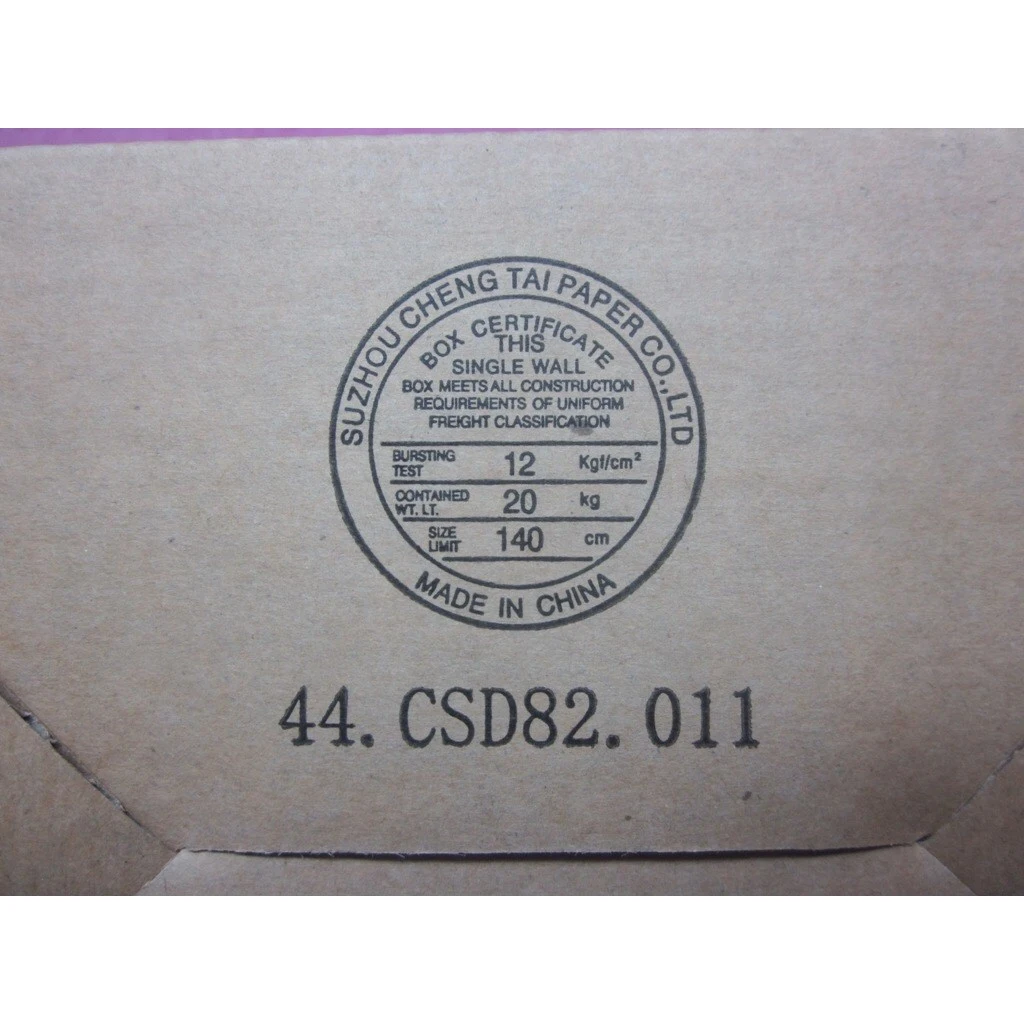 SUZHOU CHENG TAI PAPER CO.,LTD
BOX CERTIFICATE
THIS
SINGLE WALL
BOX MEETS ALL CONSTRUCTION
REQUIREMENTS OF UNIFORM
FREIGHT CLASSIFICATION
BURSTING TEST 12 Kgf/cm²
CONTAINED WT. LT. 20 kg
SIZE LIMIT 140 cm
MADE IN CHINA
44. CSD82. 011